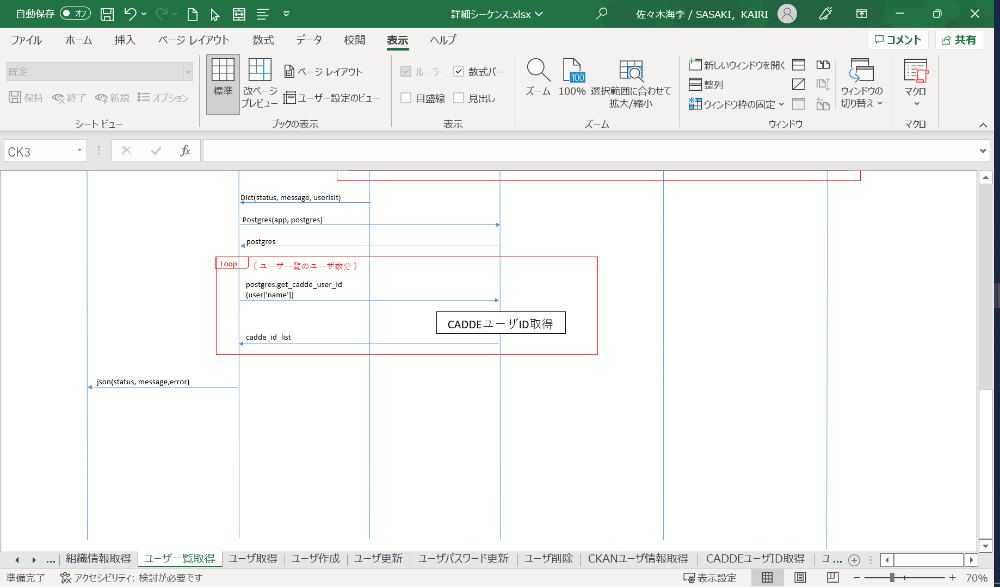 自動保存 オフ 詳細シーケンス.xlsx 佐々木海李 / SASAKI, KAIRI
ファイル ホーム 挿入 ページ レイアウト 数式 データ 校閲 表示 ヘルプ コメント 共有
既定
保持 終了 新規 オプション
シート ビュー
標準
改ページ
プレビュー
ページ レイアウト
ユーザー設定のビュー
ブックの表示
ルーラー 数式バー
目盛線 見出し
表示
ズーム
100
100%
選択範囲に合わせて
拡大/縮小
ズーム
新しいウィンドウを開く
整列
ウィンドウ枠の固定
ウィンドウの
切り替え
ウィンドウ
マクロ
マクロ
CK3 fx
Dict(status, message, userlsit)
Postgres(app, postgres)
postgres
Loop 〔 ユーザ一覧のユーザ数分 〕
postgres.get_cadde_user_id
(user['name'])
CADDEユーザID取得
cadde_id_list
json(status, message,error)
... 組織情報取得 ユーザ一覧取得 ユーザ取得 ユーザ作成 ユーザ更新 ユーザパスワード更新 ユーザ削除 CKANユーザ情報取得 CADDEユーザID取得 ユ ...
準備完了 アクセシビリティ: 検討が必要です 表示設定 70%